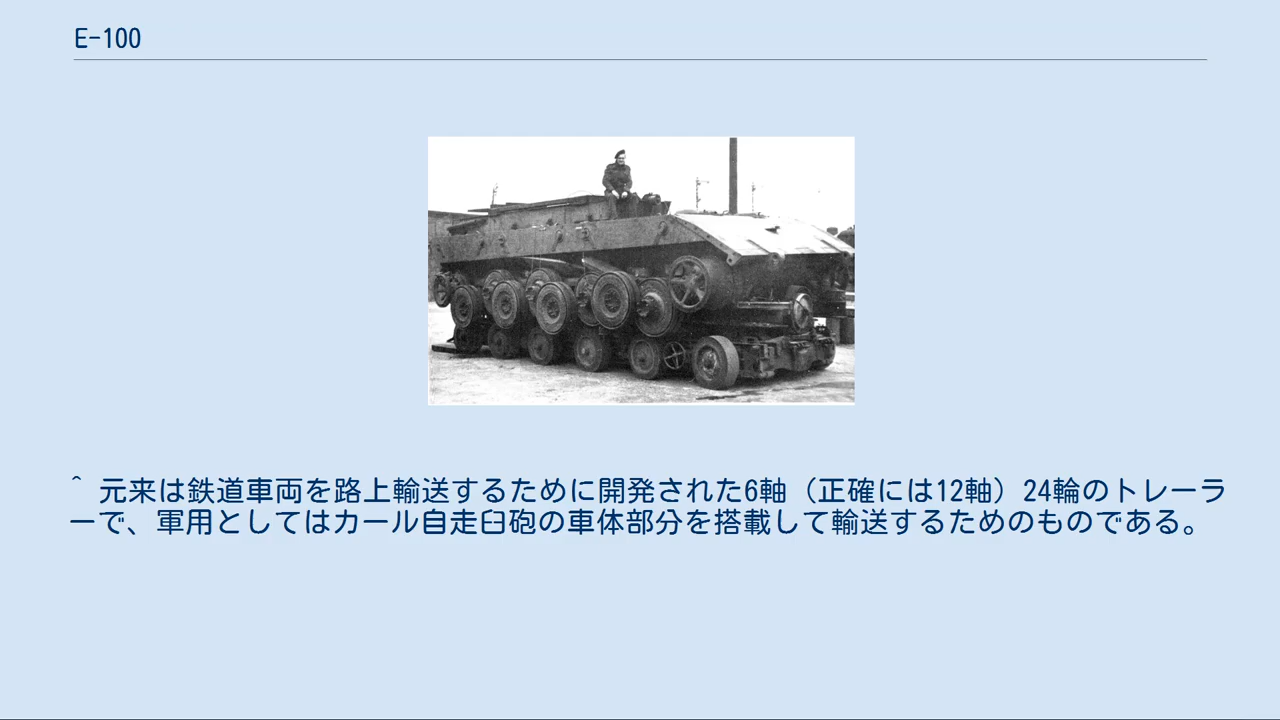 E-100
^ 元来は鉄道車両を路上輸送するために開発された6軸（正確には12軸）24輪のトレーラ
ーで、軍用としてはカール自走臼砲の車体部分を搭載して輸送するためのものである。